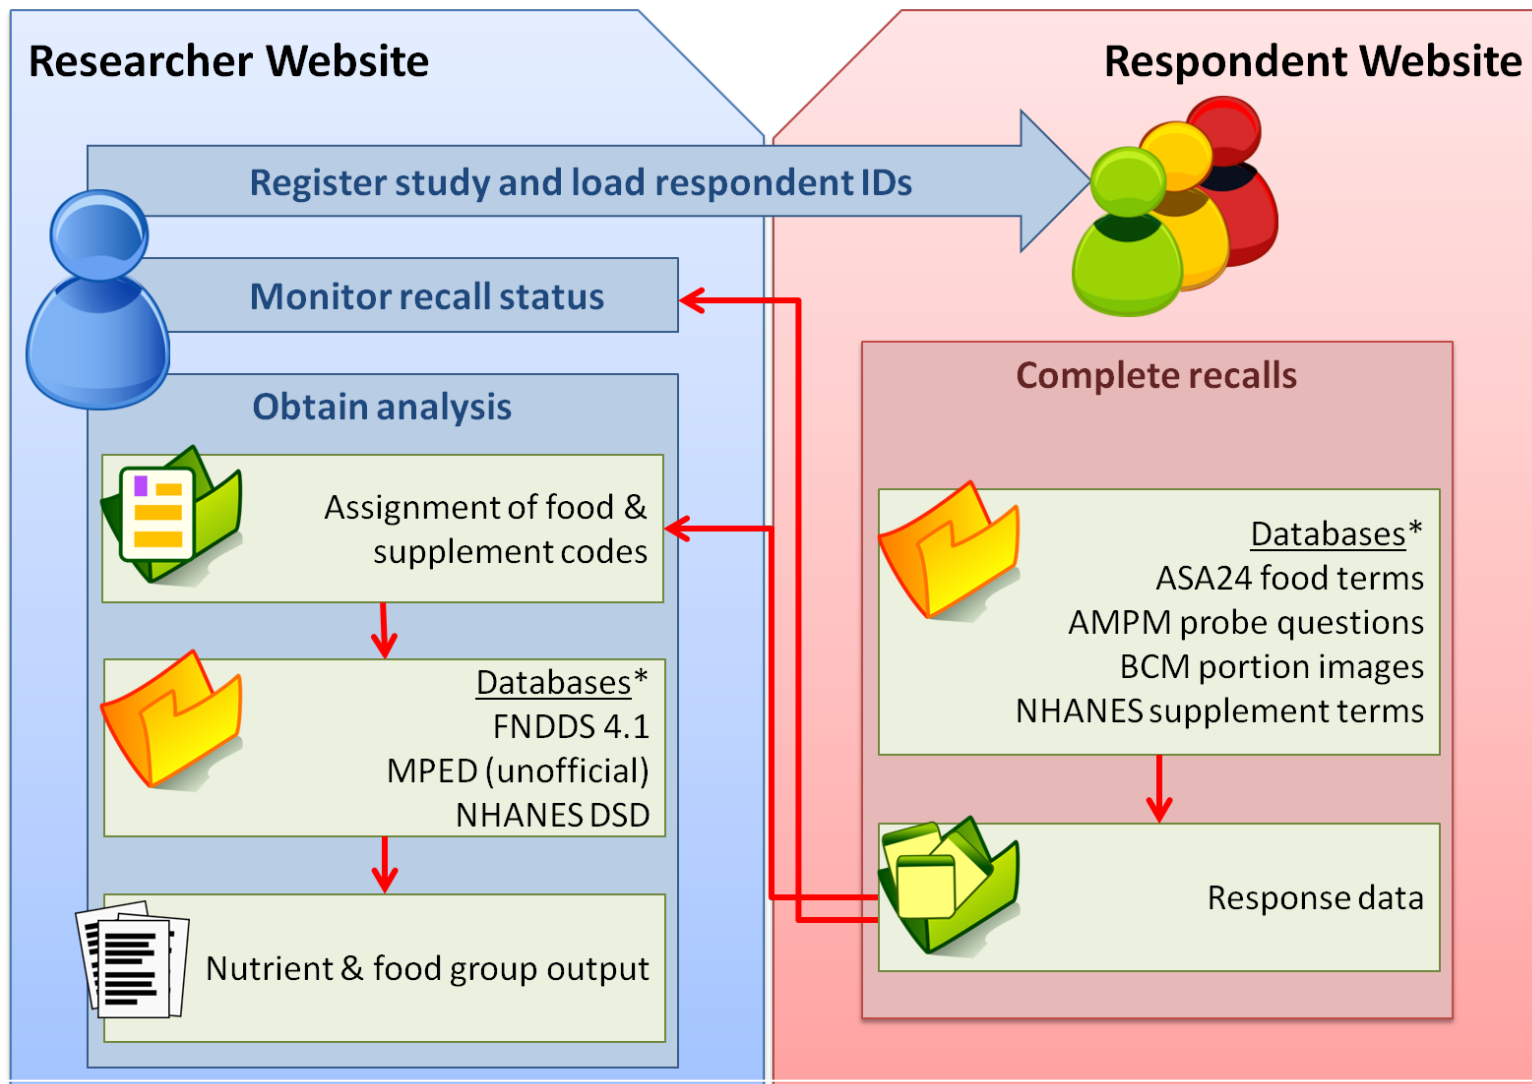 Researcher Website
Respondent Website
Register study and load respondent IDs
Monitor recall status
Obtain analysis
Assignment of food &
supplement codes
Databases*
FNDDS 4.1
MPED (unofficial)
NHANES DSD
Nutrient & food group output
Complete recalls
Databases*
ASA24 food terms
AMPM probe questions
BCM portion images
NHANES supplement terms
Response data